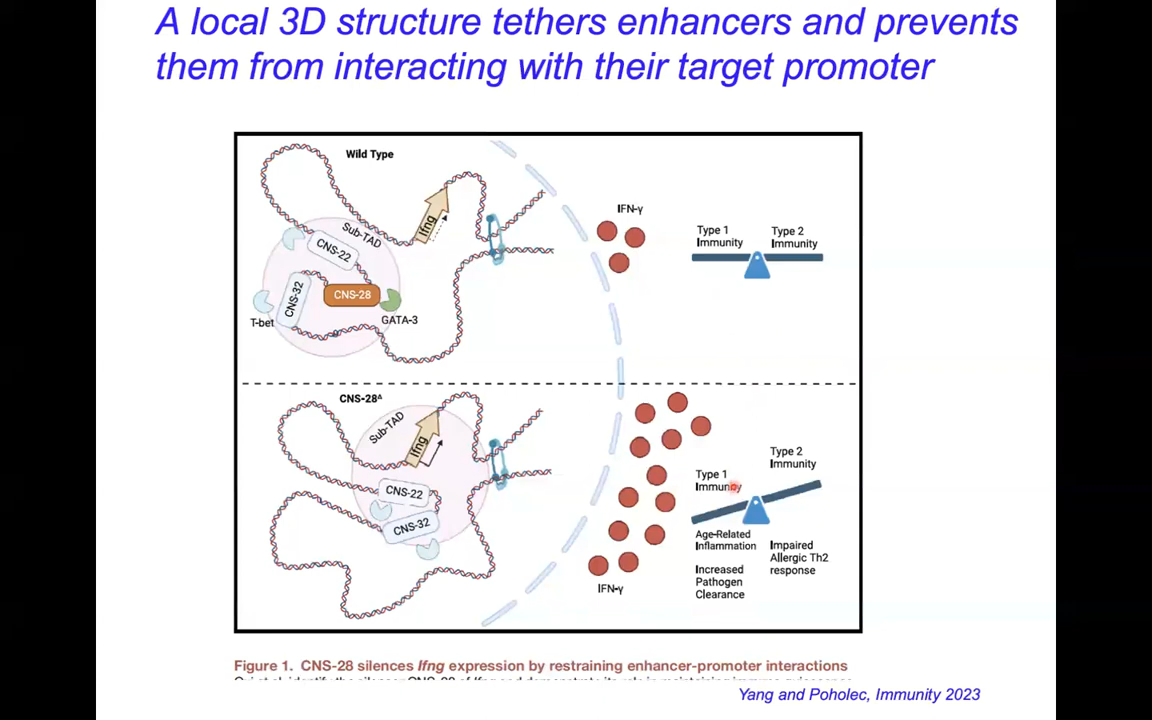 A local 3D structure tethers enhancers and prevents
them from interacting with their target promoter
Wild Type
Sub-TAD
CNS-22
CNS-32
CNS-28
T-bet
GATA-3
Ifng
IFN-γ
Type 1
Immunity
Type 2
Immunity
CNS-28Δ
Sub-TAD
Ifng
CNS-22
CNS-32
IFN-γ
Type 1
Immunity
Type 2
Immunity
Age-Related
Inflammation
Increased
Pathogen
Clearance
Impaired
Allergic Th2
response
Figure 1. CNS-28 silences Ifng expression by restraining enhancer-promoter interactions
Yang and Poholec, Immunity 2023